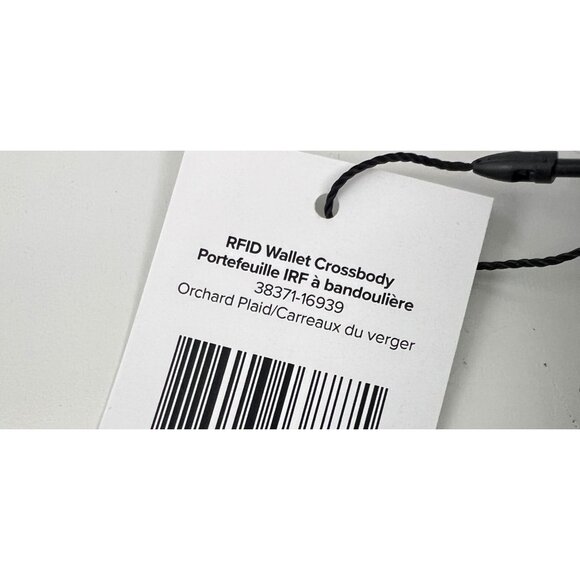 RFID Wallet Crossbody
Portefeuille IRF à bandoulière
38371-16939
Orchard Plaid/Carreaux du verger